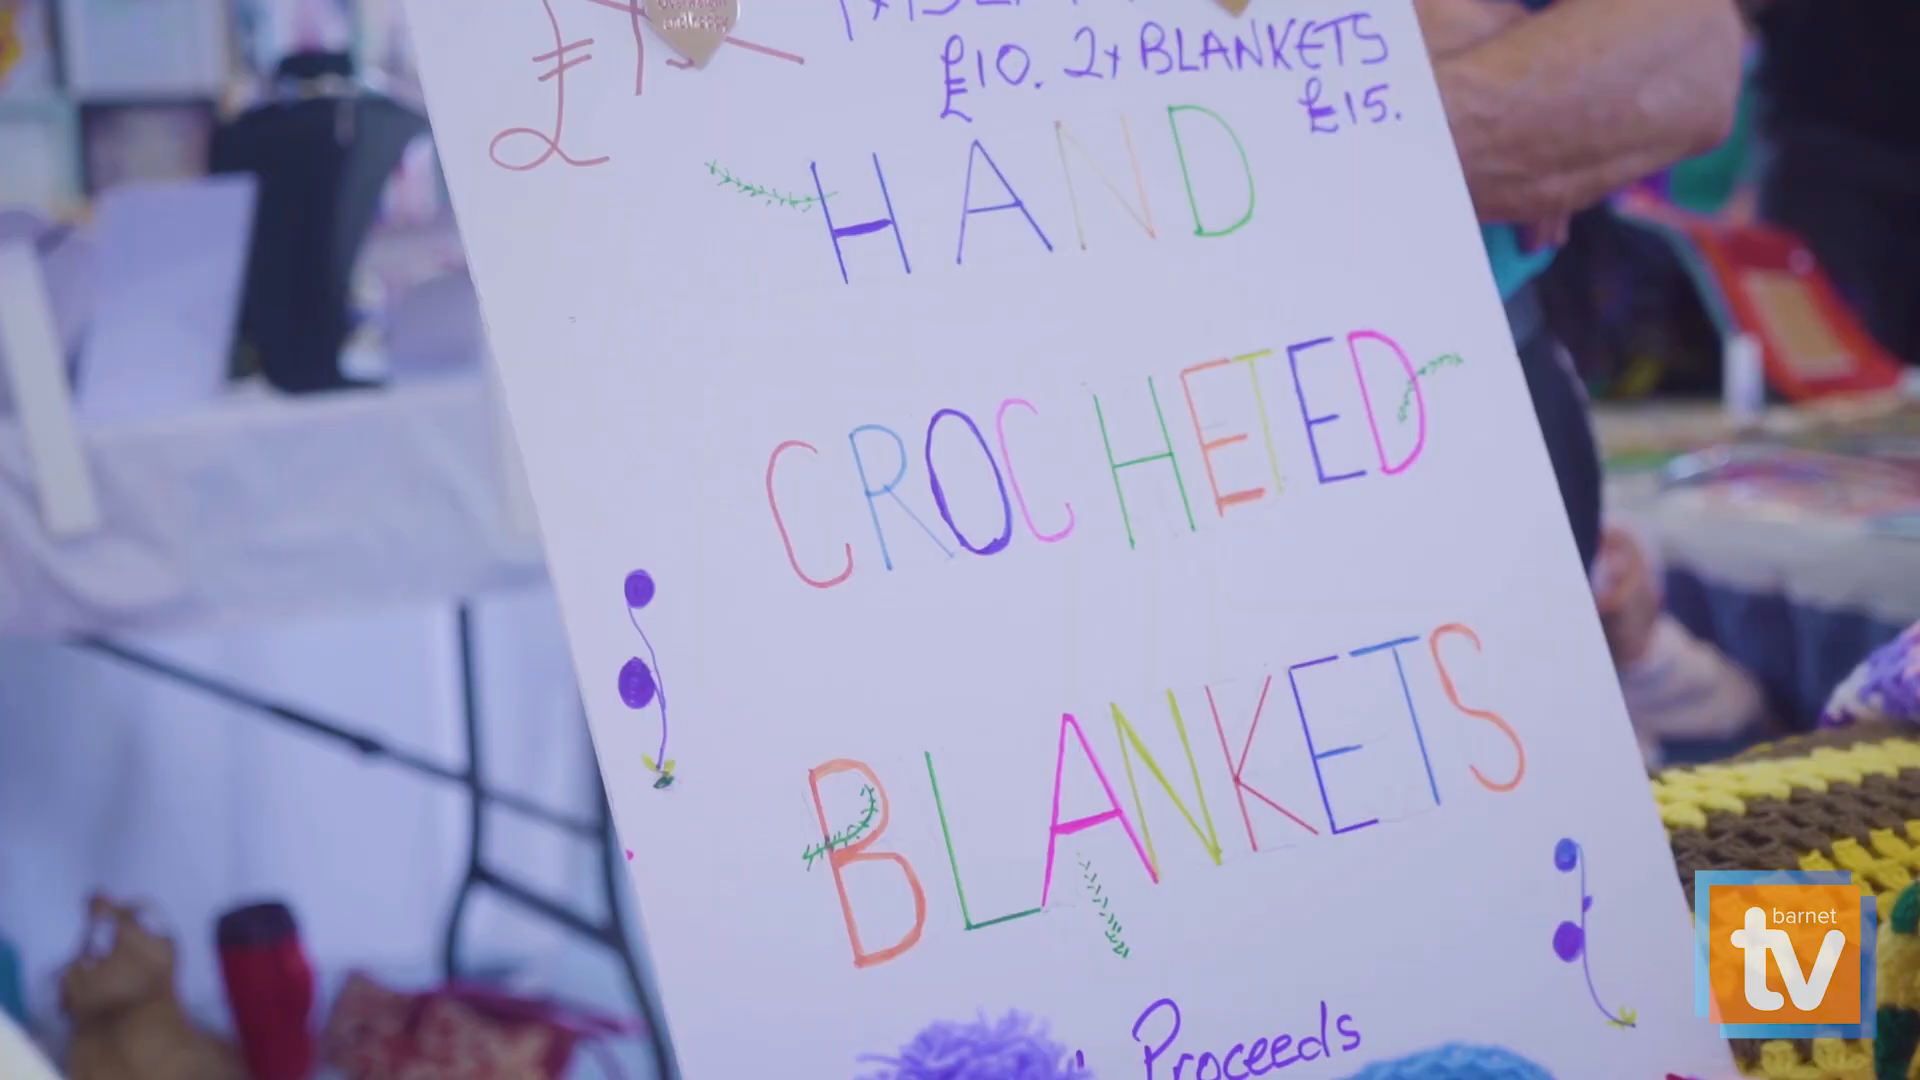 £10. 2x BLANKETS
£15.
HAND
CROCHETED
BLANKETS
Proceeds
barnet
tv